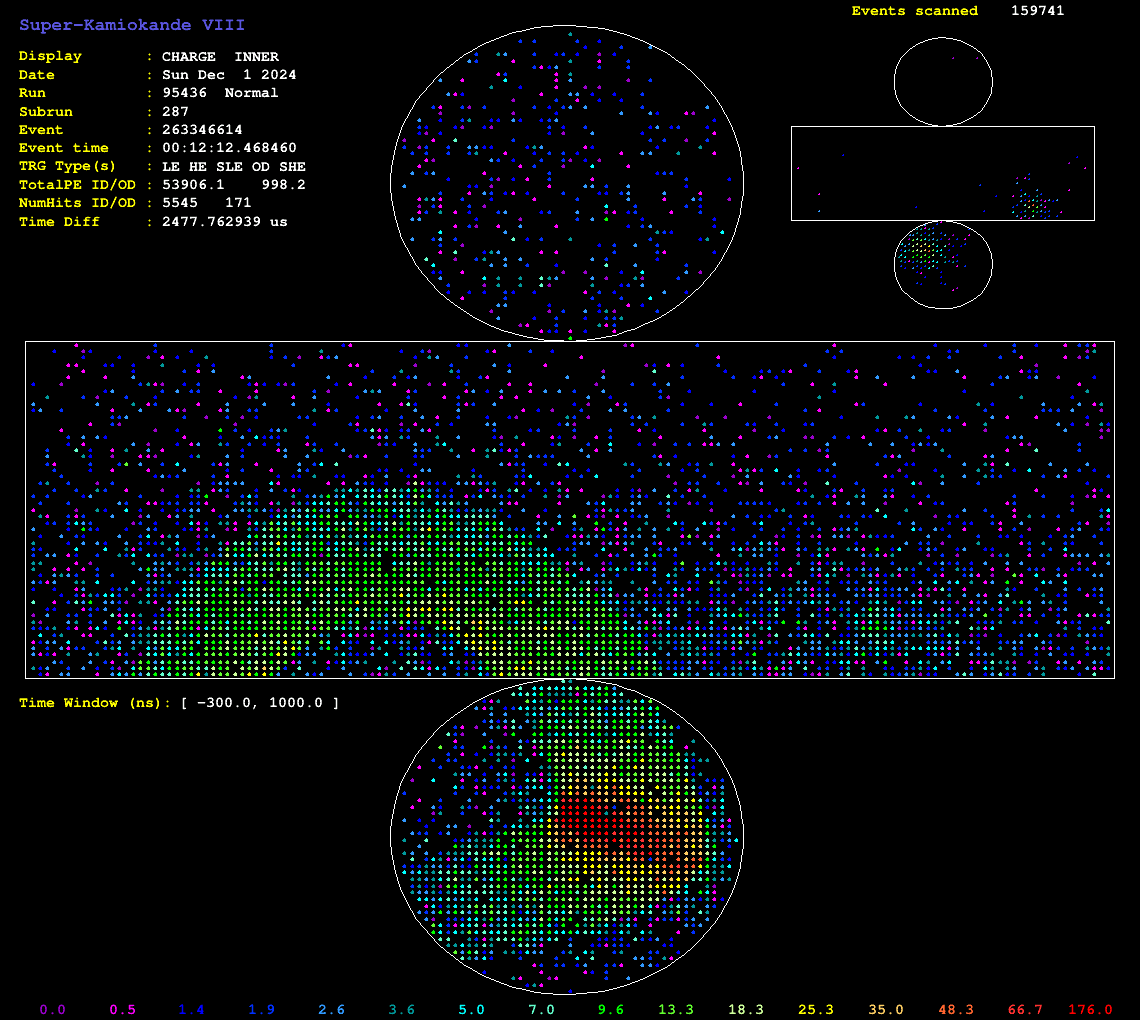 Super-Kamiokande VIII
Events scanned 159741
Display : CHARGE INNER
Date : Sun Dec 1 2024
Run : 95436 Normal
Subrun : 287
Event : 263346614
Event time : 00:12:12.468460
TRG Type(s) : LE HE SLE OD SHE
TotalPE ID/OD : 53906.1 998.2
NumHits ID/OD : 5545 171
Time Diff : 2477.762939 us
Time Window (ns): [ -300.0, 1000.0 ]
0.0 0.5 1.4 1.9 2.6 3.6 5.0 7.0 9.6 13.3 18.3 25.3 35.0 48.3 66.7 176.0